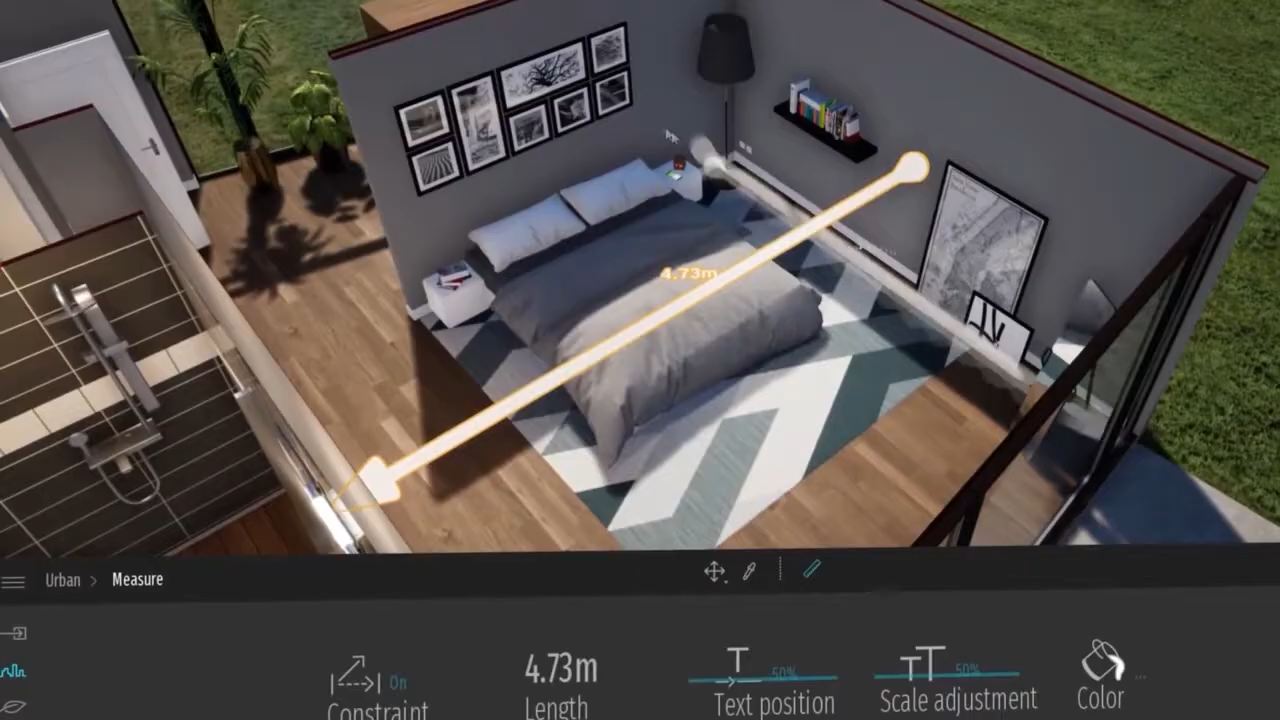 4.73m
Urban > Measure
On
Constraint
4.73m
Length
50%
Text position
50%
Scale adjustment
Color
...